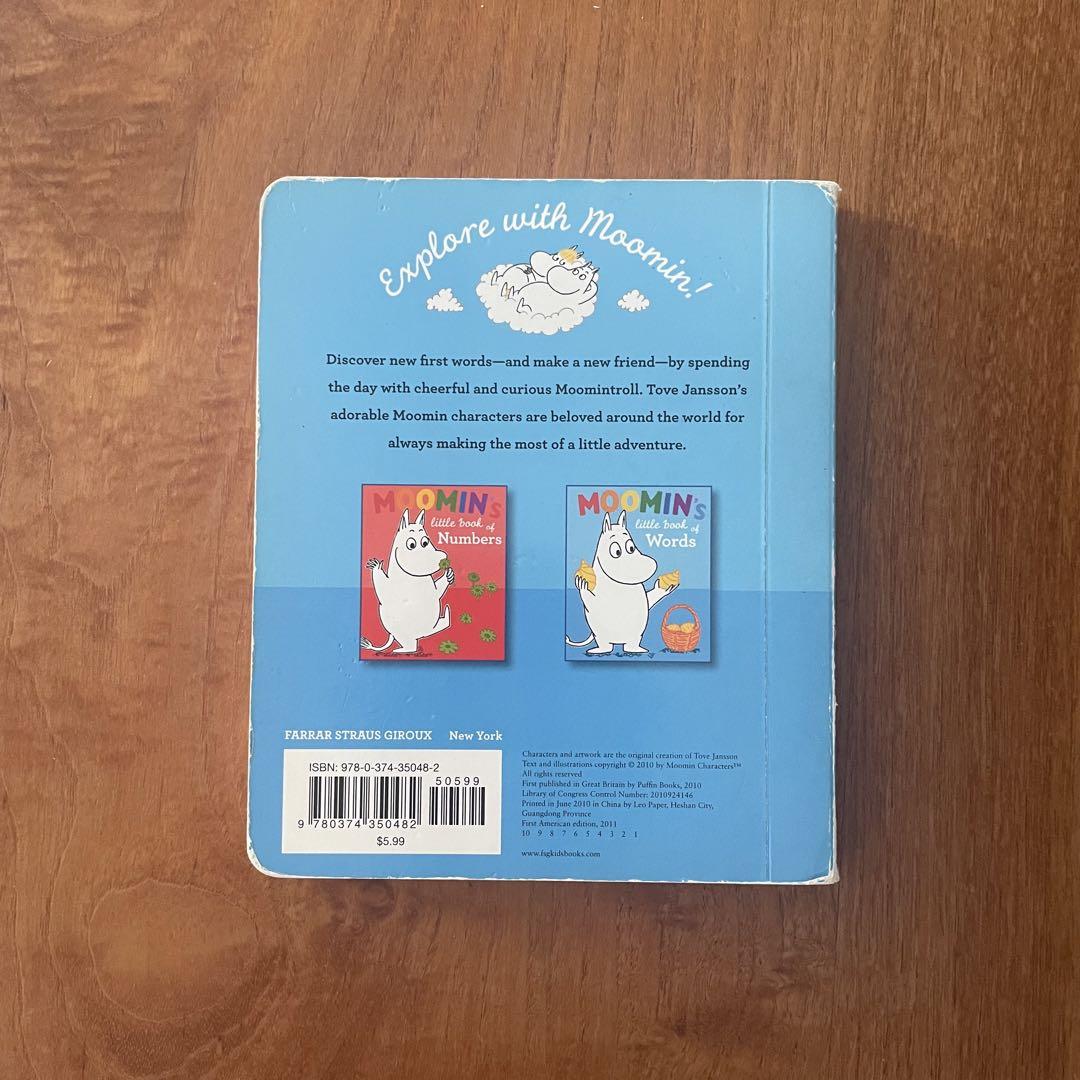 Explore with Moomin!
Discover new first words—and make a new friend—by spending
the day with cheerful and curious Moomintroll. Tove Jansson's
adorable Moomin characters are beloved around the world for
always making the most of a little adventure.
MOOMIN's
little book of
Numbers
MOOMIN's
little book of
Words
FARRAR STRAUS GIROUX New York
ISBN: 978-0-374-35048-2
50599
9 780374 350482
$5.99
Characters and artwork are the original creation of Tove Jansson
Text and illustrations copyright © 2010 by Moomin Characters™
All rights reserved
First published in Great Britain by Puffin Books, 2010
Library of Congress Control Number: 2010924146
Printed in June 2010 in China by Leo Paper, Heshan City,
Guangdong Province
First American edition, 2011
10 9 8 7 6 5 4 3 2 1
www.fsgkidsbooks.com